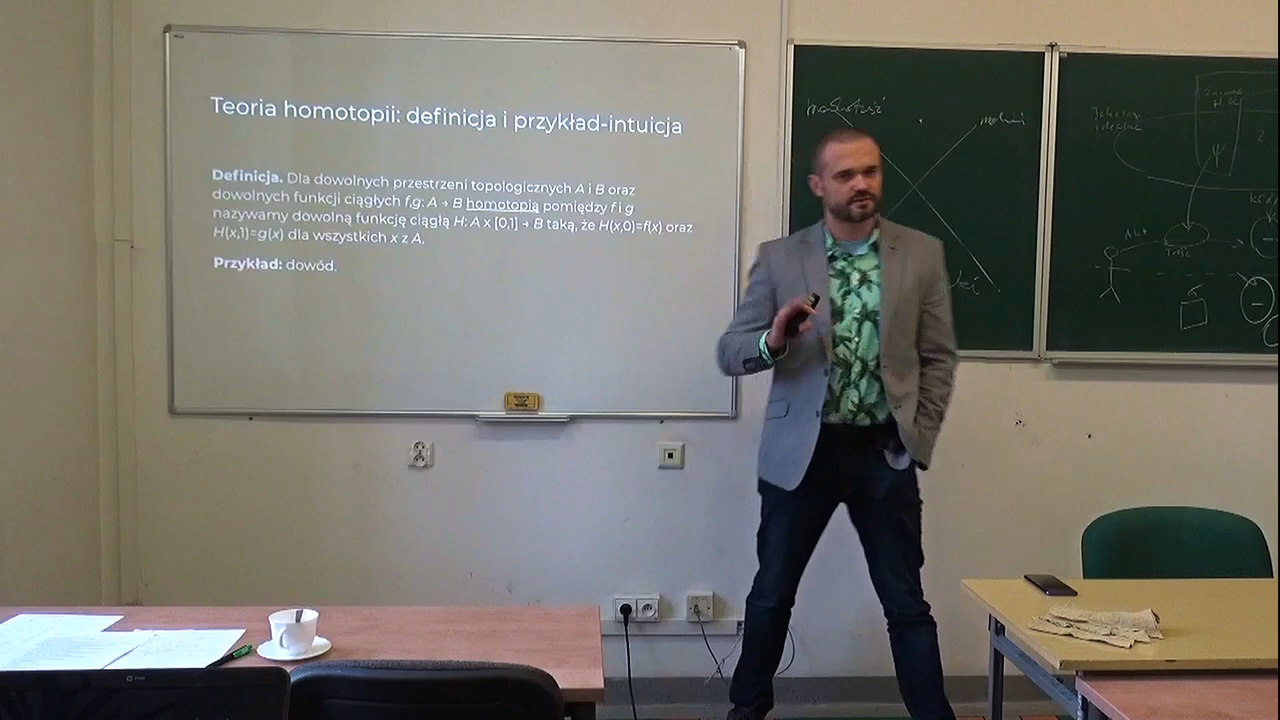 Teoria homotopii: definicja i przykład-intuicja
Definicja. Dla dowolnych przestrzeni topologicznych A i B oraz
dowolnych funkcji ciągłych f,g: A → B homotopią pomiędzy f i g
nazywamy dowolną funkcję ciągłą H: A x [0,1] → B taką, że H(x,0)=f(x) oraz
H(x,1)=g(x) dla wszystkich x z A.
Przykład: dowód.